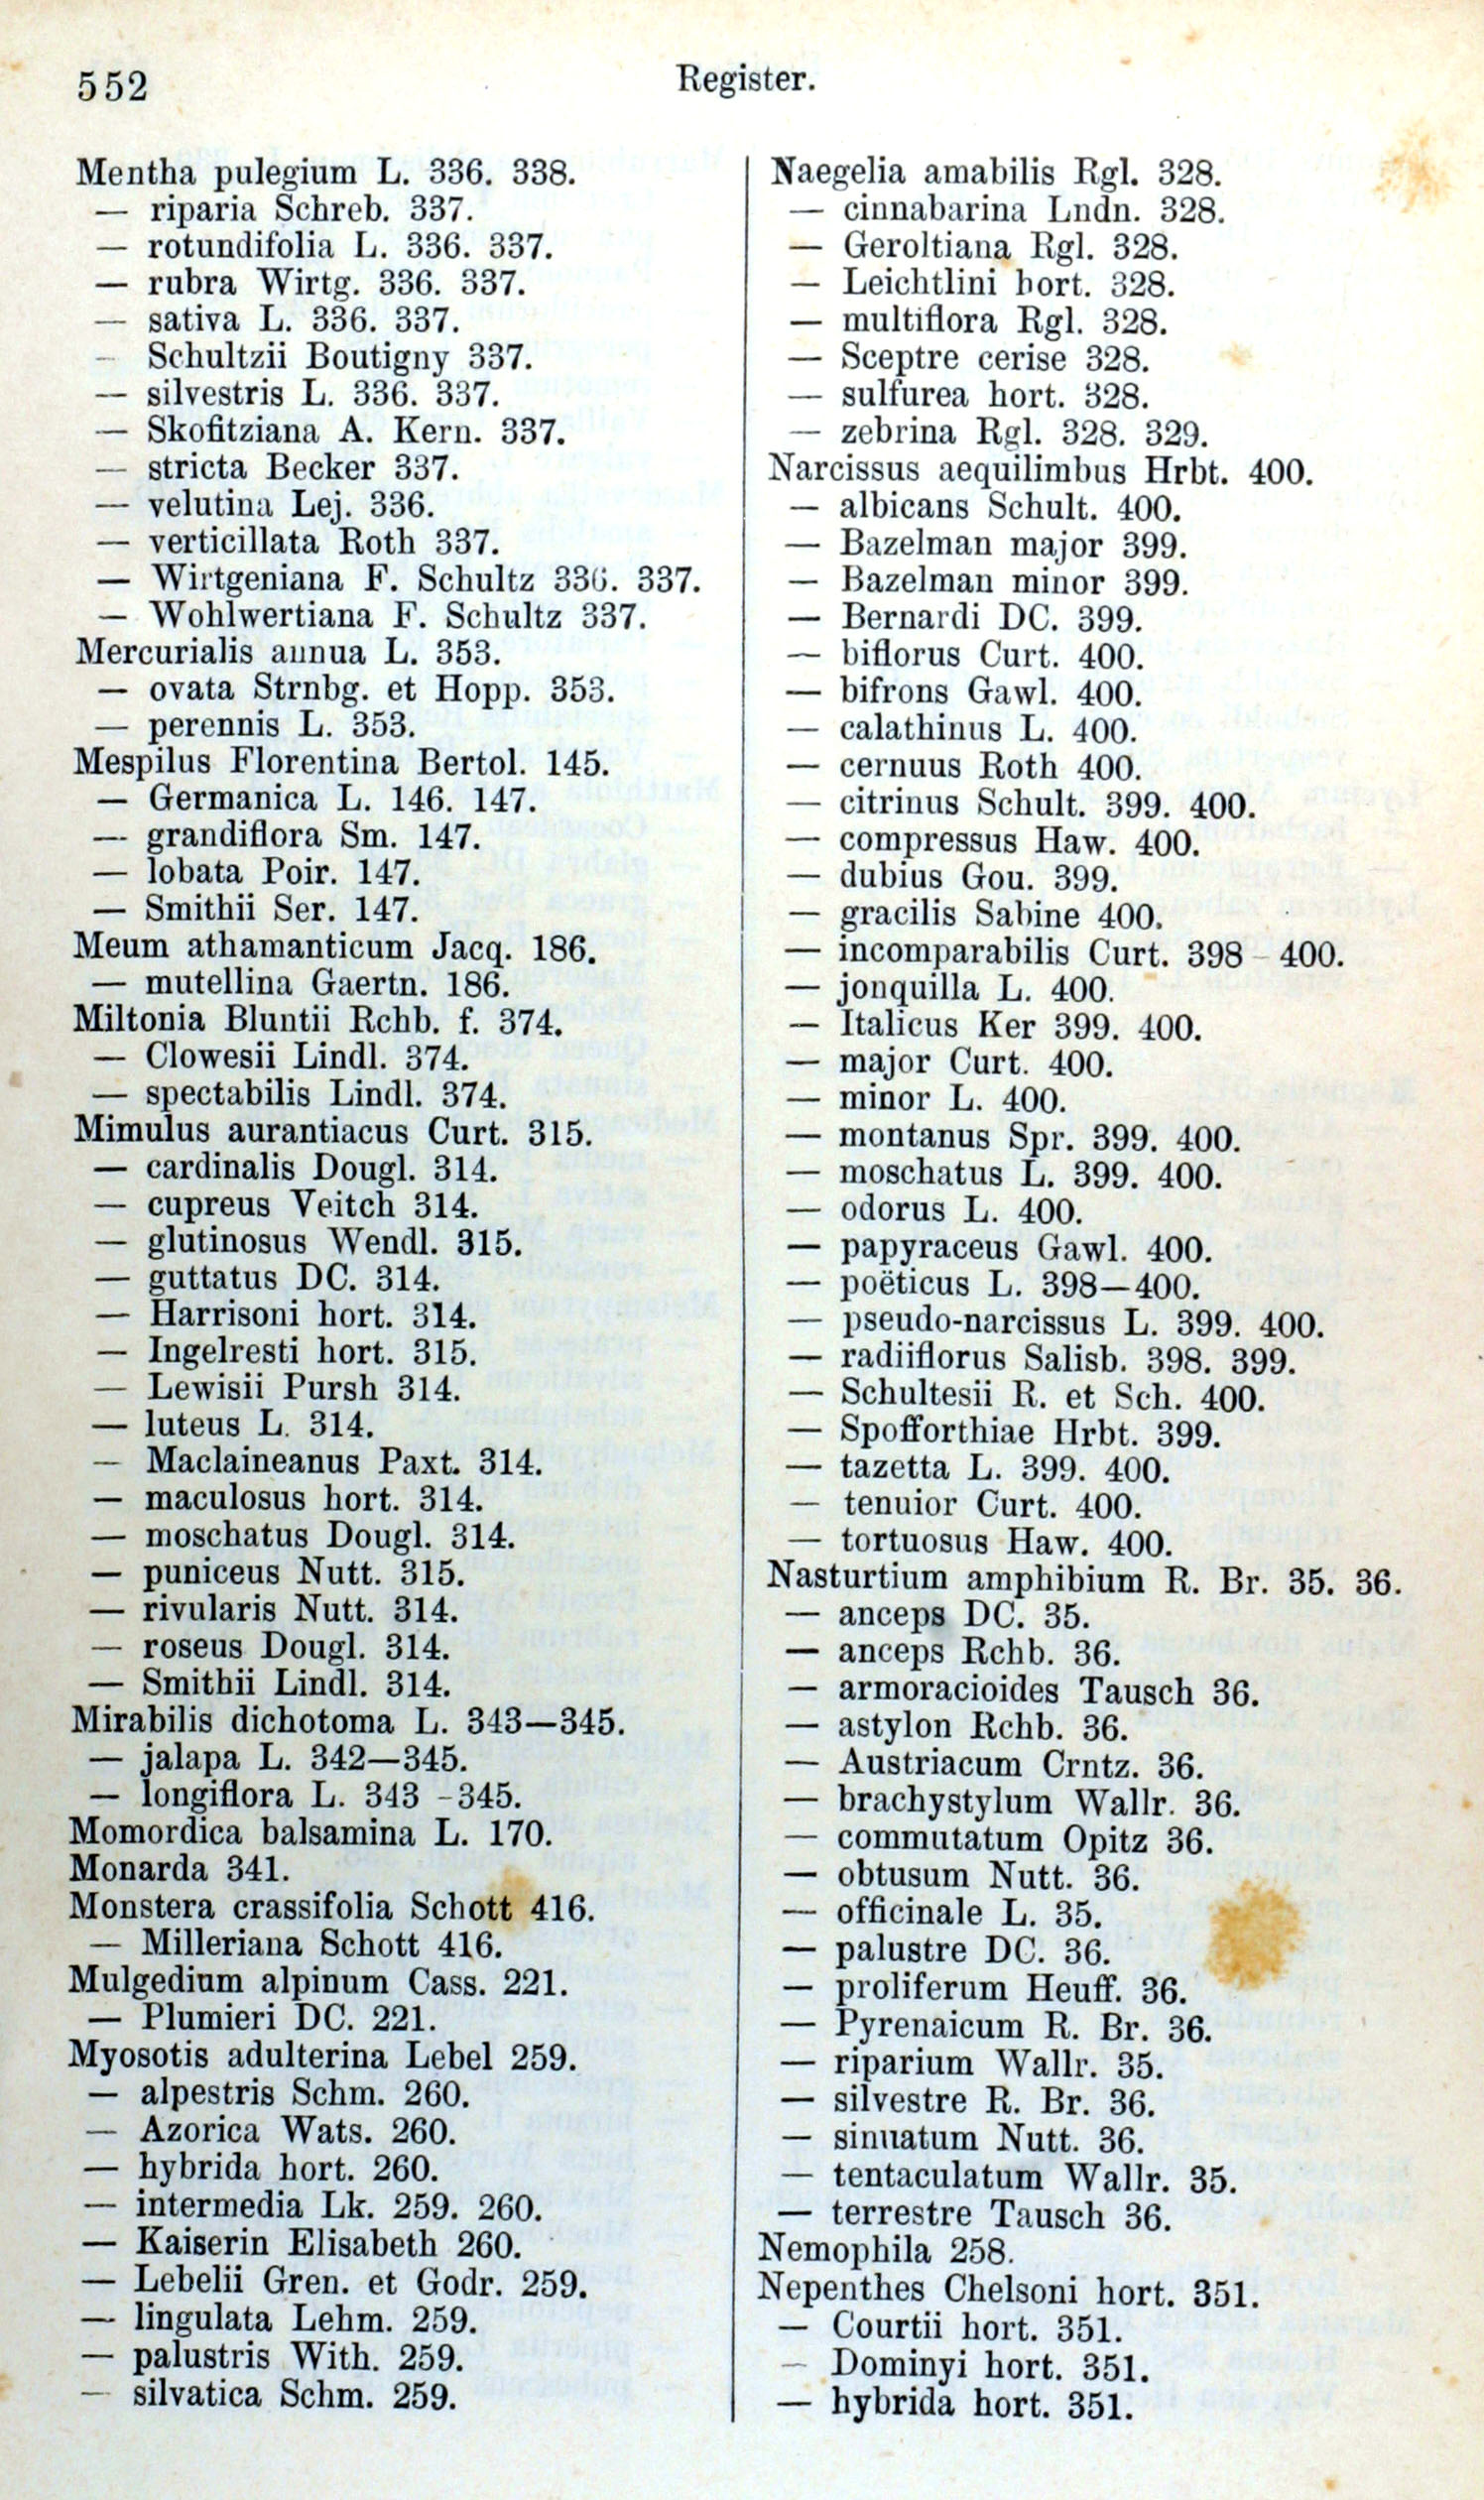 552
Register.
Mentha pulegium L. 336. 338.
— riparia Schreb. 337.
— rotundifolia L. 336. 337.
— rubra Wirtg. 336. 337.
— sativa L. 336. 337.
— Schultzii Boutigny 337.
— silvestris L. 336. 337.
— Skofitziana A. Kern. 337.
— stricta Becker 337.
— velutina Lej. 336.
— verticillata Roth 337.
— Wirtgeniana F. Schultz 336. 337.
— Wohlwertiana F. Schultz 337.
Mercurialis annua L. 353.
— ovata Strnbg. et Hopp. 353.
— perennis L. 353.
Mespilus Florentina Bertol. 145.
— Germanica L. 146. 147.
— grandiflora Sm. 147.
— lobata Poir. 147.
— Smithii Ser. 147.
Meum athamanticum Jacq. 186.
— mutellina Gaertn. 186.
Miltonia Bluntii Rchb. f. 374.
— Clowesii Lindl. 374.
— spectabilis Lindl. 374.
Mimulus aurantiacus Curt. 315.
— cardinalis Dougl. 314.
— cupreus Veitch 314.
— glutinosus Wendl. 315.
— guttatus DC. 314.
— Harrisoni hort. 314.
— Ingelresti hort. 315.
— Lewisii Pursh 314.
— luteus L. 314.
— Maclaineanus Paxt. 314.
— maculosus hort. 314.
— moschatus Dougl. 314.
— puniceus Nutt. 315.
— rivularis Nutt. 314.
— roseus Dougl. 314.
— Smithii Lindl. 314.
Mirabilis dichotoma L. 343—345.
— jalapa L. 342—345.
— longiflora L. 343-345.
Momordica balsamina L. 170.
Monarda 341.
Monstera crassifolia Schott 416.
— Milleriana Schott 416.
Mulgedium alpinum Cass. 221.
— Plumieri DC. 221.
Myosotis adulterina Lebel 259.
— alpestris Schm. 260.
— Azorica Wats. 260.
— hybrida hort. 260.
— intermedia Lk. 259. 260.
— Kaiserin Elisabeth 260.
— Lebelii Gren. et Godr. 259.
— lingulata Lehm. 259.
— palustris With. 259.
— silvatica Schm. 259.
Naegelia amabilis Rgl. 328.
— cinnabarina Lndn. 328.
— Geroltiana Rgl. 328.
— Leichtlini hort. 328.
— multiflora Rgl. 328.
— Sceptre cerise 328.
— sulfurea hort. 328.
— zebrina Rgl. 328. 329.
Narcissus aequilimbus Hrbt. 400.
— albicans Schult. 400.
— Bazelman major 399.
— Bazelman minor 399.
— Bernardi DC. 399.
— biflorus Curt. 400.
— bifrons Gawl. 400.
— calathinus L. 400.
— cernuus Roth 400.
— citrinus Schult. 399. 400.
— compressus Haw. 400.
— dubius Gou. 399.
— gracilis Sabine 400.
— incomparabilis Curt. 398-400.
— jonquilla L. 400.
— Italicus Ker 399. 400.
— major Curt. 400.
— minor L. 400.
— montanus Spr. 399. 400.
— moschatus L. 399. 400.
— odorus L. 400.
— papyraceus Gawl. 400.
— poëticus L. 398—400.
— pseudo-narcissus L. 399. 400.
— radiiflorus Salisb. 398. 399.
— Schultesii R. et Sch. 400.
— Spofforthiae Hrbt. 399.
— tazetta L. 399. 400.
— tenuior Curt. 400.
— tortuosus Haw. 400.
Nasturtium amphibium R. Br. 35. 36.
— anceps DC. 35.
— anceps Rchb. 36.
— armoracioides Tausch 36.
— astylon Rchb. 36.
— Austriacum Crntz. 36.
— brachystylum Wallr. 36.
— commutatum Opitz 36.
— obtusum Nutt. 36.
— officinale L. 35.
— palustre DC. 36.
— proliferum Heuff. 36.
— Pyrenaicum R. Br. 36.
— riparium Wallr. 35.
— silvestre R. Br. 36.
— sinuatum Nutt. 36.
— tentaculatum Wallr. 35.
— terrestre Tausch 36.
Nemophila 258.
Nepenthes Chelsoni hort. 351.
— Courtii hort. 351.
— Dominyi hort. 351.
— hybrida hort. 351.